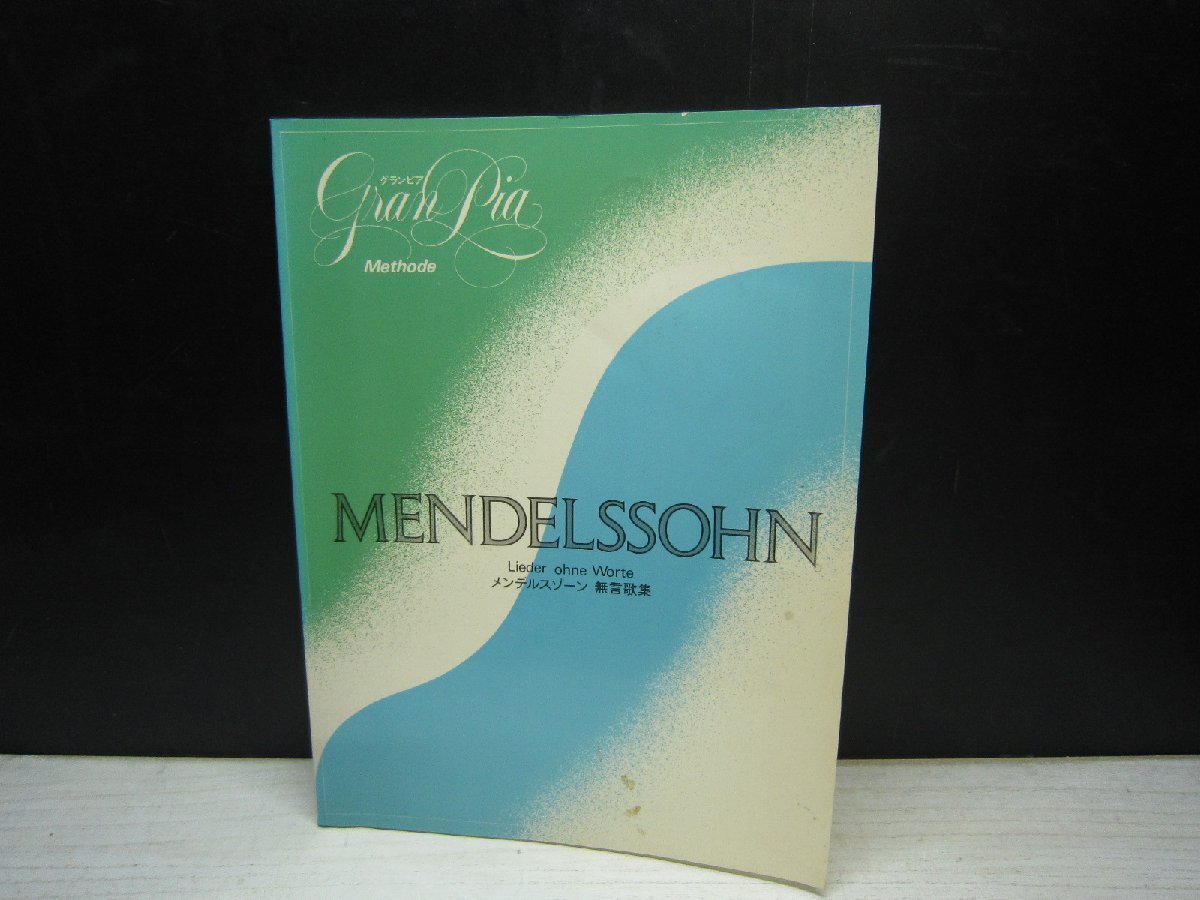 グランピア
Gran Pia
Methode
MENDELSSOHN
Lieder ohne Worte
メンデルスゾーン 無言歌集